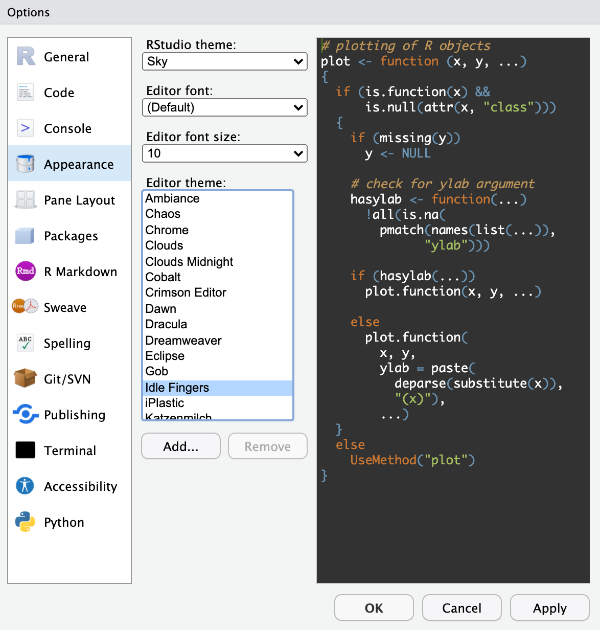 Options
General
Code
Console
Appearance
Pane Layout
Packages
Rmd R Markdown
Sweave
ABC Spelling
Git/SVN
Publishing
Terminal
Accessibility
Python
RStudio theme:
Sky
Editor font:
(Default)
Editor font size:
10
Editor theme:
Ambiance
Chaos
Chrome
Clouds
Clouds Midnight
Cobalt
Crimson Editor
Dawn
Dracula
Dreamweaver
Eclipse
Gob
Idle Fingers
iPlastic
Katzenmilch
Add...
Remove
# plotting of R objects
plot <- function (x, y, ...)
{
  if (is.function(x) &&
      is.null(attr(x, "class")))
  {
    if (missing(y))
      y <- NULL

    # check for ylab argument
    hasylab <- function(...)
      !all(is.na(
        pmatch(names(list(...)),
              "ylab")))

    if (hasylab(...))
      plot.function(x, y, ...)

    else
      plot.function(
        x, y,
        ylab = paste(
          deparse(substitute(x)),
          "(x)"),
        ...)
  }
  else
    UseMethod("plot")
}
OK
Cancel
Apply